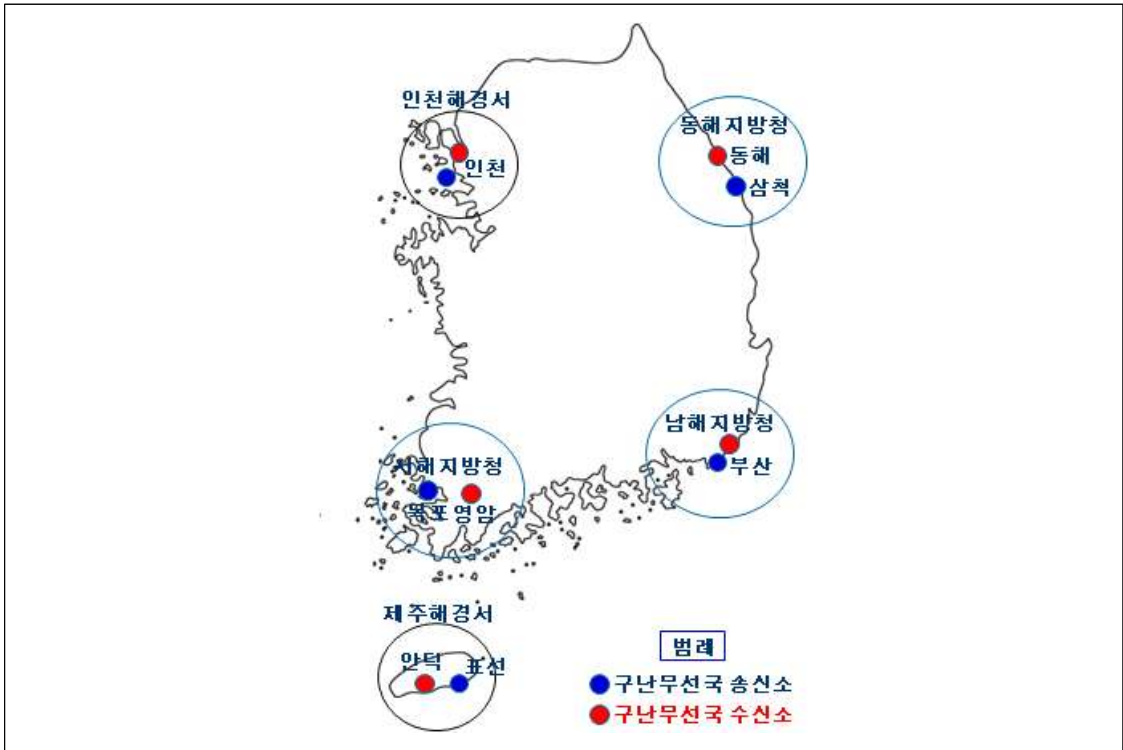 인천해경서
인천
동해지방청
동해
삼척
남해지방청
부산
서해지방청
목포영암
제주해경서
안덕
표선
범례
구난무선국 송신소
구난무선국 수신소